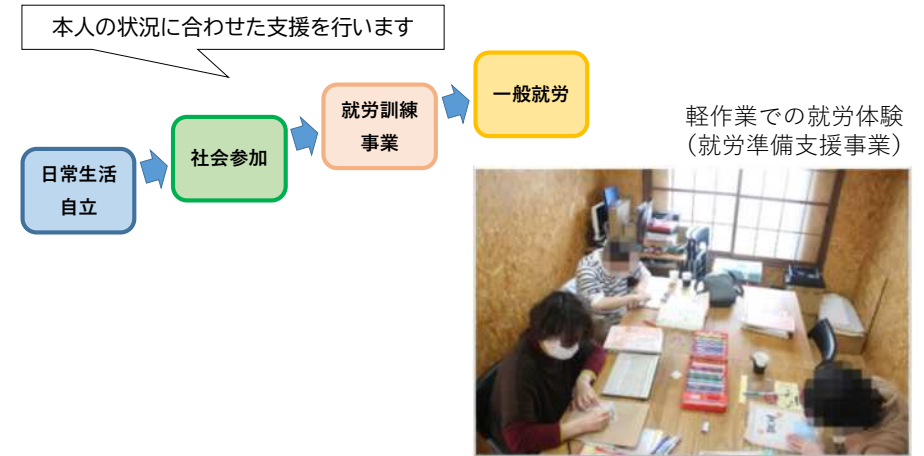 本人の状況に合わせた支援を行います
一般就労
就労訓練
事業
社会参加
日常生活
自立
軽作業での就労体験
（就労準備支援事業）